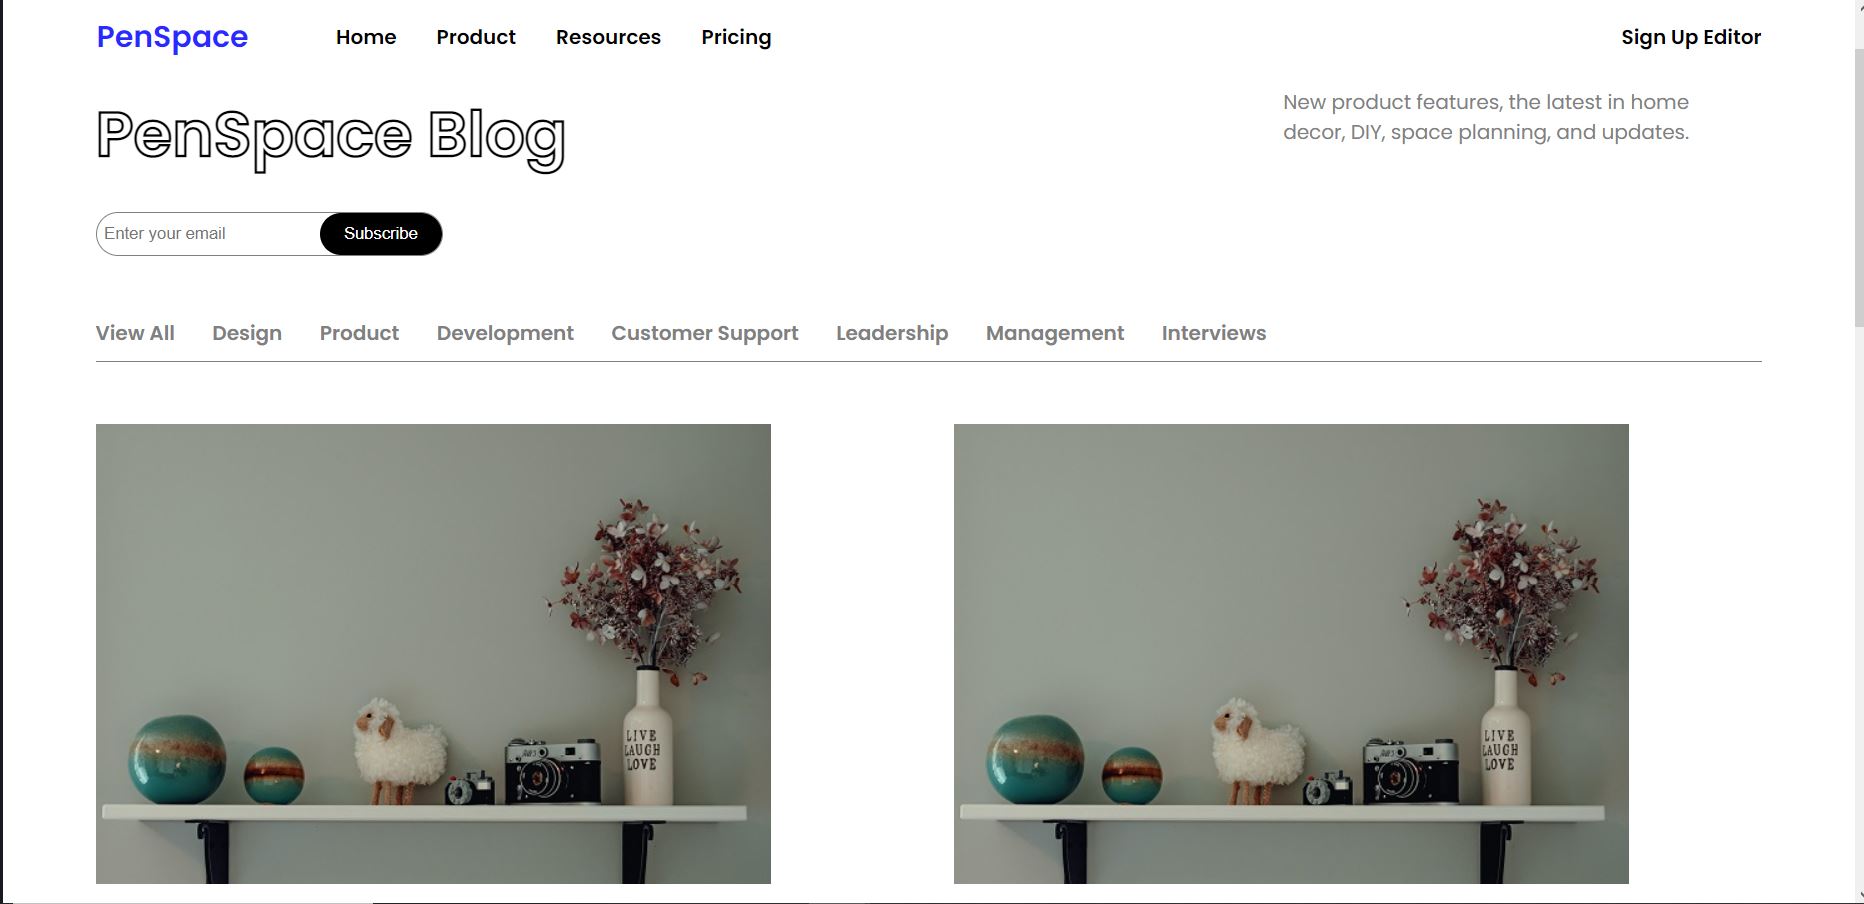 PenSpace Home Product Resources Pricing Sign Up Editor
PenSpace Blog
New product features, the latest in home
decor, DIY, space planning, and updates.
Enter your email Subscribe
View All Design Product Development Customer Support Leadership Management Interviews
LIVE
LAUGH
LOVE
LIVE
LAUGH
LOVE